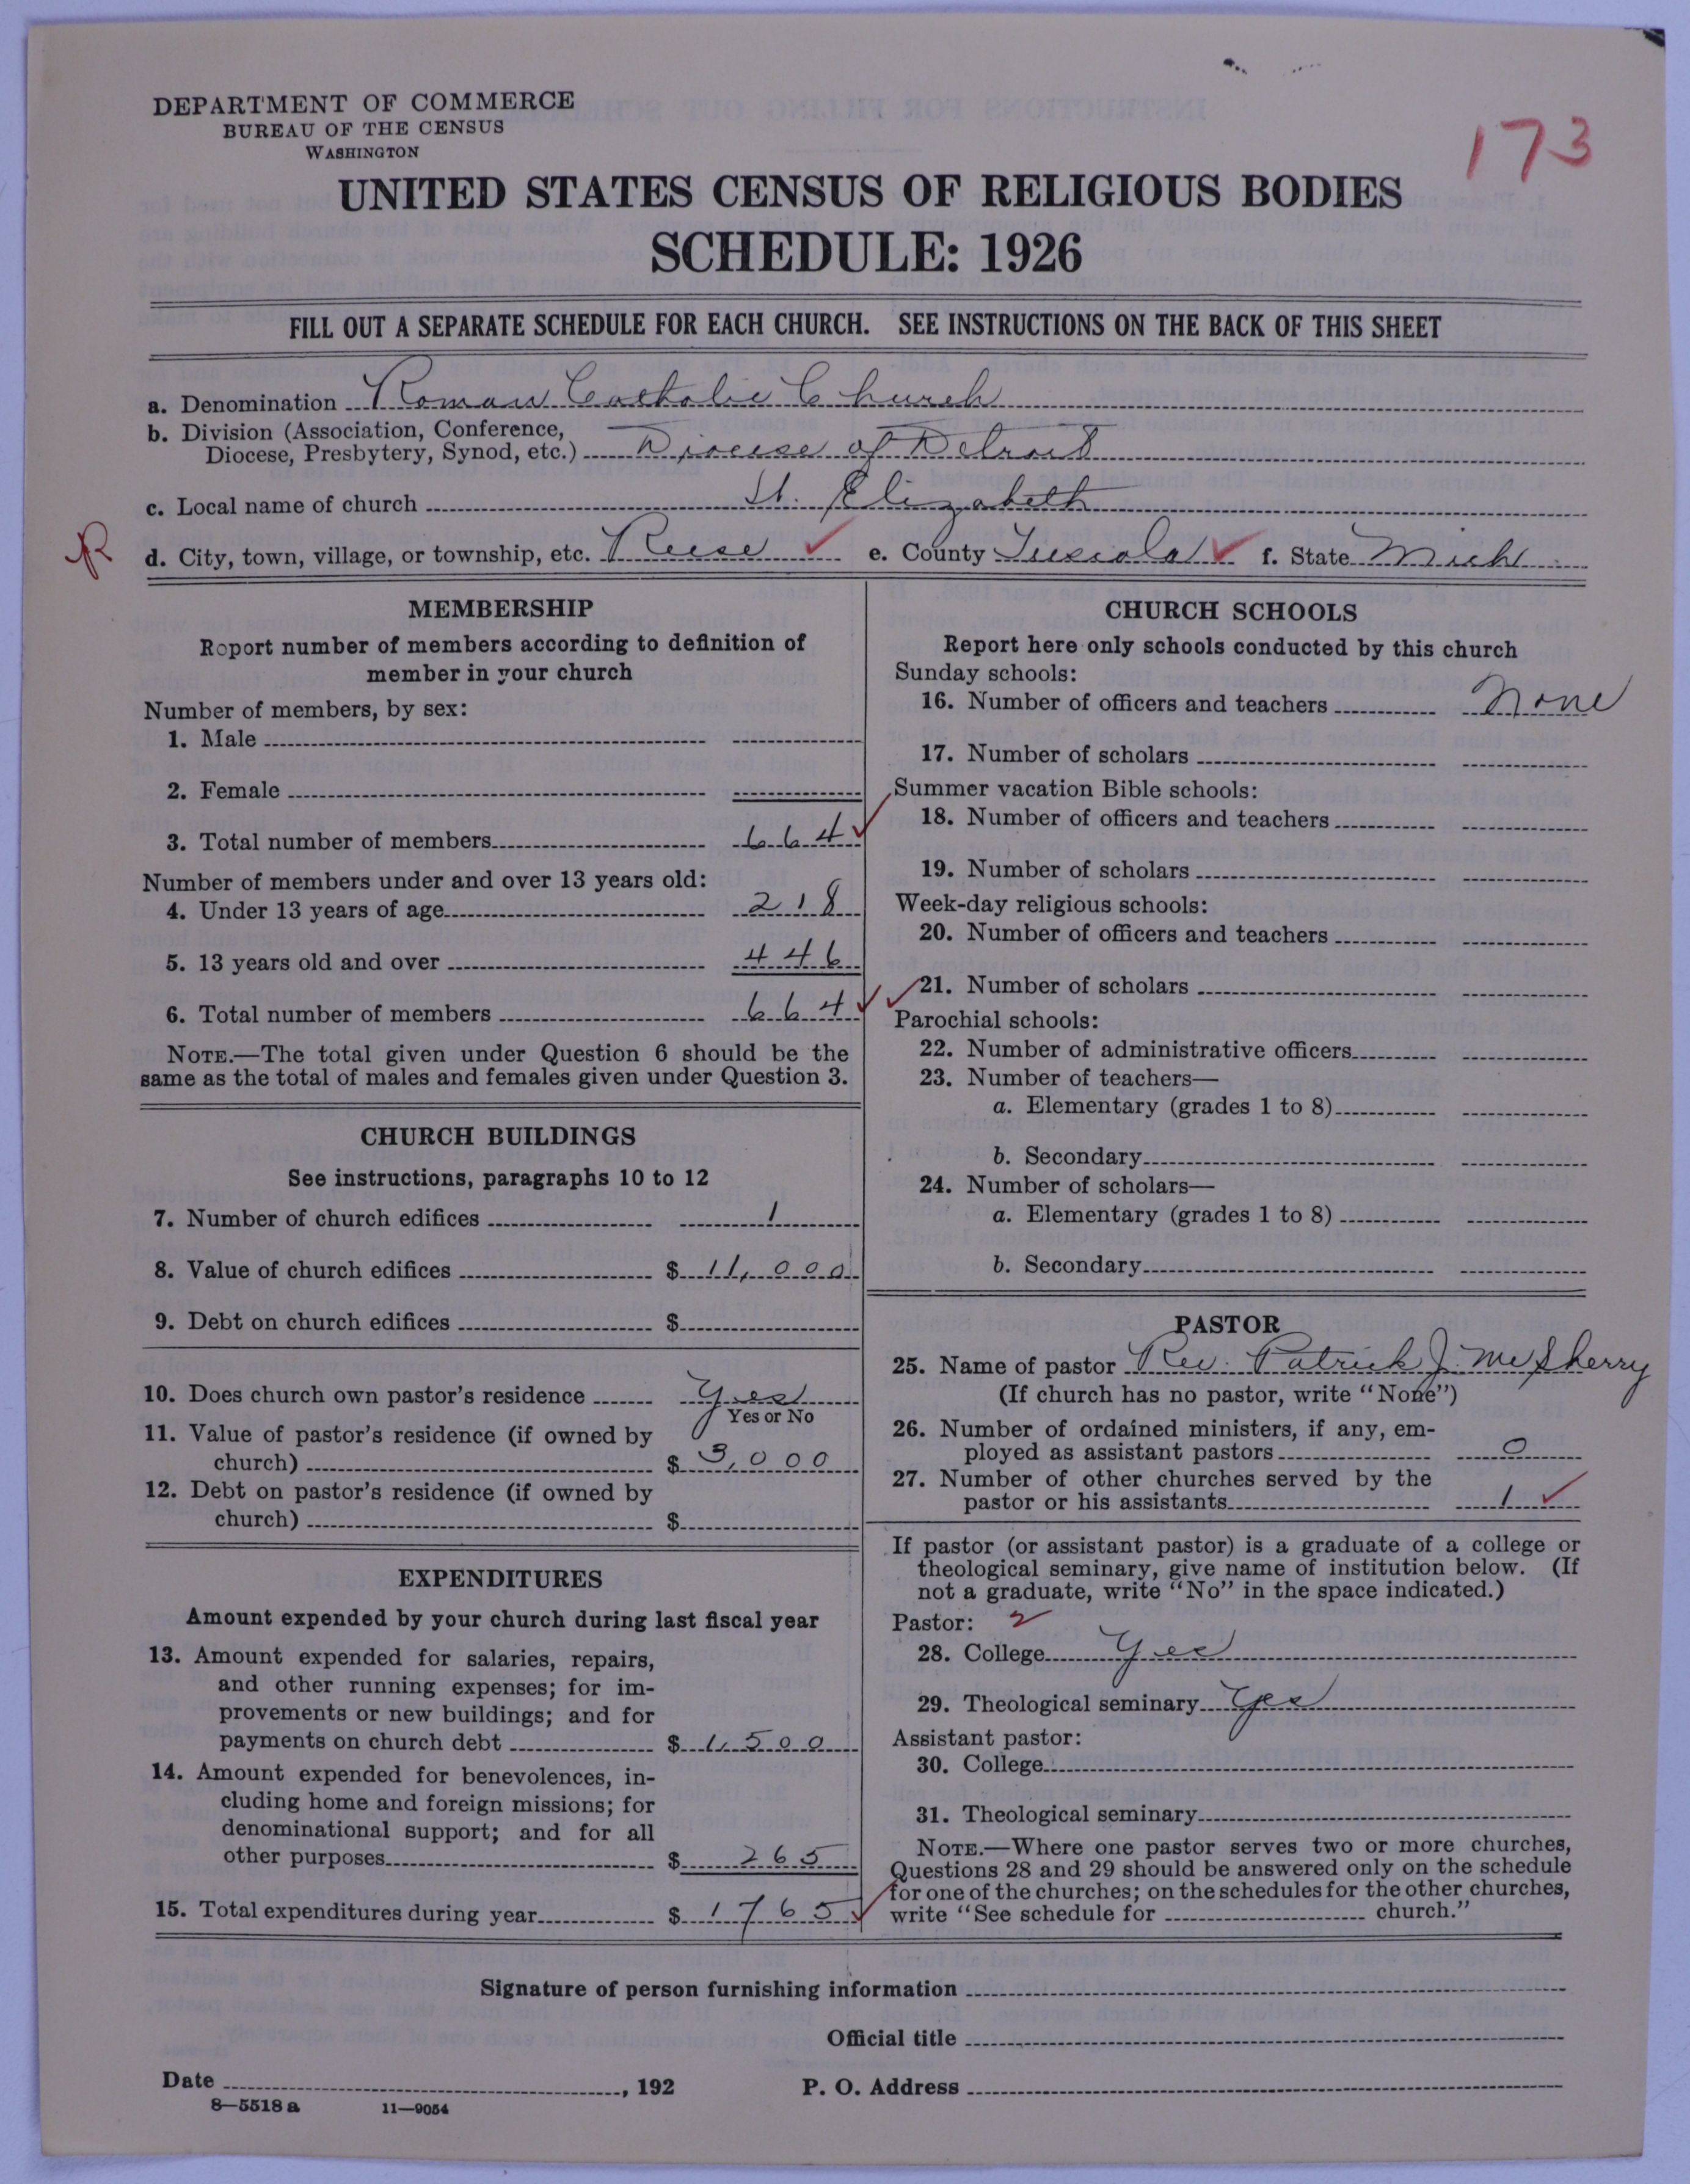 DEPARTMENT OF COMMERCE
BUREAU OF THE CENSUS
WASHINGTON
173
UNITED STATES CENSUS OF RELIGIOUS BODIES
SCHEDULE: 1926
FILL OUT A SEPARATE SCHEDULE FOR EACH CHURCH. SEE INSTRUCTIONS ON THE BACK OF THIS SHEET
a. Denomination Roman Catholic Church
b. Division (Association, Conference,
Diocese, Presbytery, Synod, etc.) Diocese of Detroit
c. Local name of church St. Elizabeth
R d. City, town, village, or township, etc. Reese ✓ e. County Tuscola ✓ f. State Mich
MEMBERSHIP
Report number of members according to definition of
member in your church
Number of members, by sex:
1. Male
2. Female
3. Total number of members 664 ✓
Number of members under and over 13 years old:
4. Under 13 years of age 218
5. 13 years old and over 446
6. Total number of members 664 ✓
NOTE.—The total given under Question 6 should be the
same as the total of males and females given under Question 3.
CHURCH BUILDINGS
See instructions, paragraphs 10 to 12
7. Number of church edifices 1
8. Value of church edifices $ 11,000
9. Debt on church edifices $
10. Does church own pastor's residence Yes
Yes or No
11. Value of pastor's residence (if owned by
church) $ 3,000
12. Debt on pastor's residence (if owned by
church) $
EXPENDITURES
Amount expended by your church during last fiscal year
13. Amount expended for salaries, repairs,
and other running expenses; for im-
provements or new buildings; and for
payments on church debt $ 1,500
14. Amount expended for benevolences, in-
cluding home and foreign missions; for
denominational support; and for all
other purposes $ 265
15. Total expenditures during year $ 1765 ✓
CHURCH SCHOOLS
Report here only schools conducted by this church
Sunday schools:
16. Number of officers and teachers None
17. Number of scholars
Summer vacation Bible schools:
18. Number of officers and teachers
19. Number of scholars
Week-day religious schools:
20. Number of officers and teachers
✓ 21. Number of scholars
Parochial schools:
22. Number of administrative officers
23. Number of teachers—
a. Elementary (grades 1 to 8)
b. Secondary
24. Number of scholars—
a. Elementary (grades 1 to 8)
b. Secondary
PASTOR
25. Name of pastor Rev. Patrick J. McSherry
(If church has no pastor, write "None")
26. Number of ordained ministers, if any, em-
ployed as assistant pastors 0
27. Number of other churches served by the
pastor or his assistants 1 ✓
If pastor (or assistant pastor) is a graduate of a college or
theological seminary, give name of institution below. (If
not a graduate, write "No" in the space indicated.)
Pastor: 2
28. College Yes
29. Theological seminary Yes
Assistant pastor:
30. College
31. Theological seminary
NOTE.—Where one pastor serves two or more churches,
Questions 28 and 29 should be answered only on the schedule
for one of the churches; on the schedules for the other churches,
write "See schedule for church."
Signature of person furnishing information
Official title
Date , 192 P. O. Address
8—5518 a 11—9054